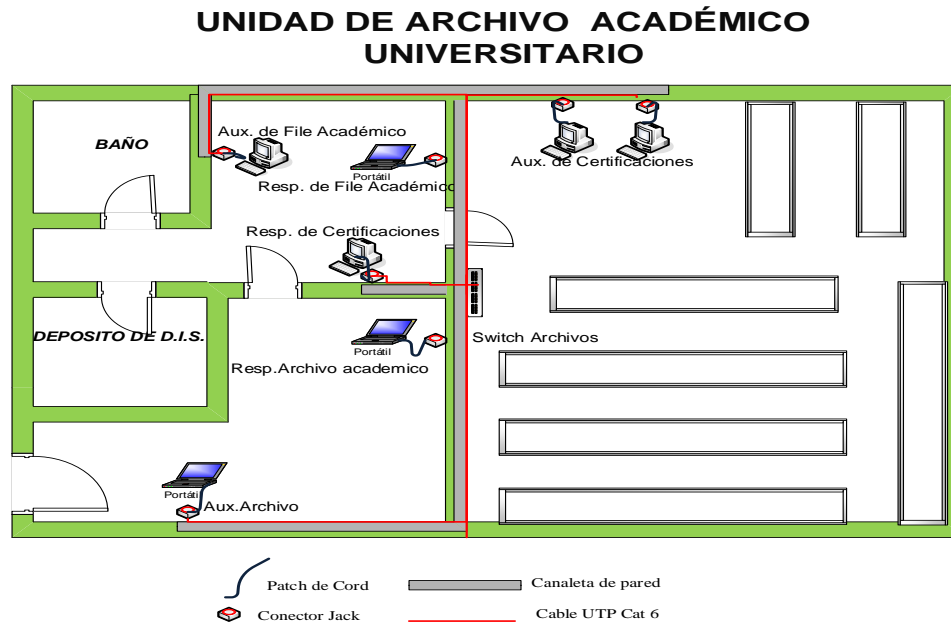 UNIDAD DE ARCHIVO ACADÉMICO
UNIVERSITARIO
BAÑO
Aux. de File Académico
Portátil
Resp. de File Académico
Aux. de Certificaciones
Resp. de Certificaciones
DEPOSITO DE D.I.S.
Switch Archivos
Portátil
Resp.Archivo academico
Portátil
Aux.Archivo
Patch de Cord
Canaleta de pared
Conector Jack
Cable UTP Cat 6